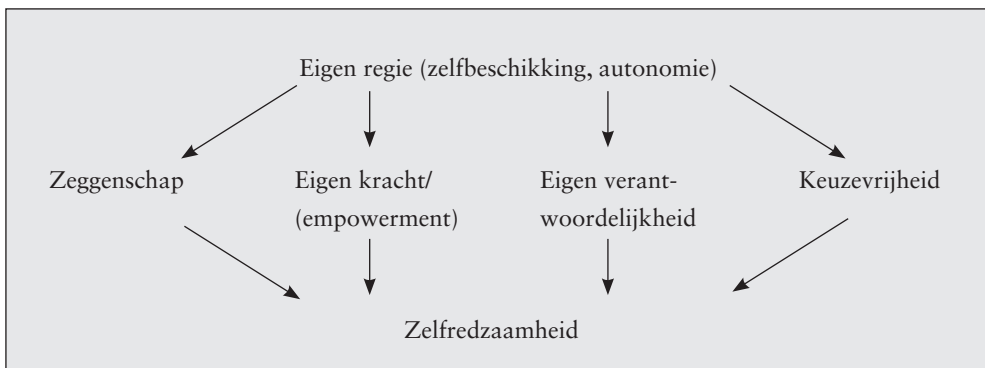 Eigen regie (zelfbeschikking, autonomie)
Zeggenschap
Eigen kracht/
(empowerment)
Eigen verant-
woordelijkheid
Keuzevrijheid
Zelfredzaamheid